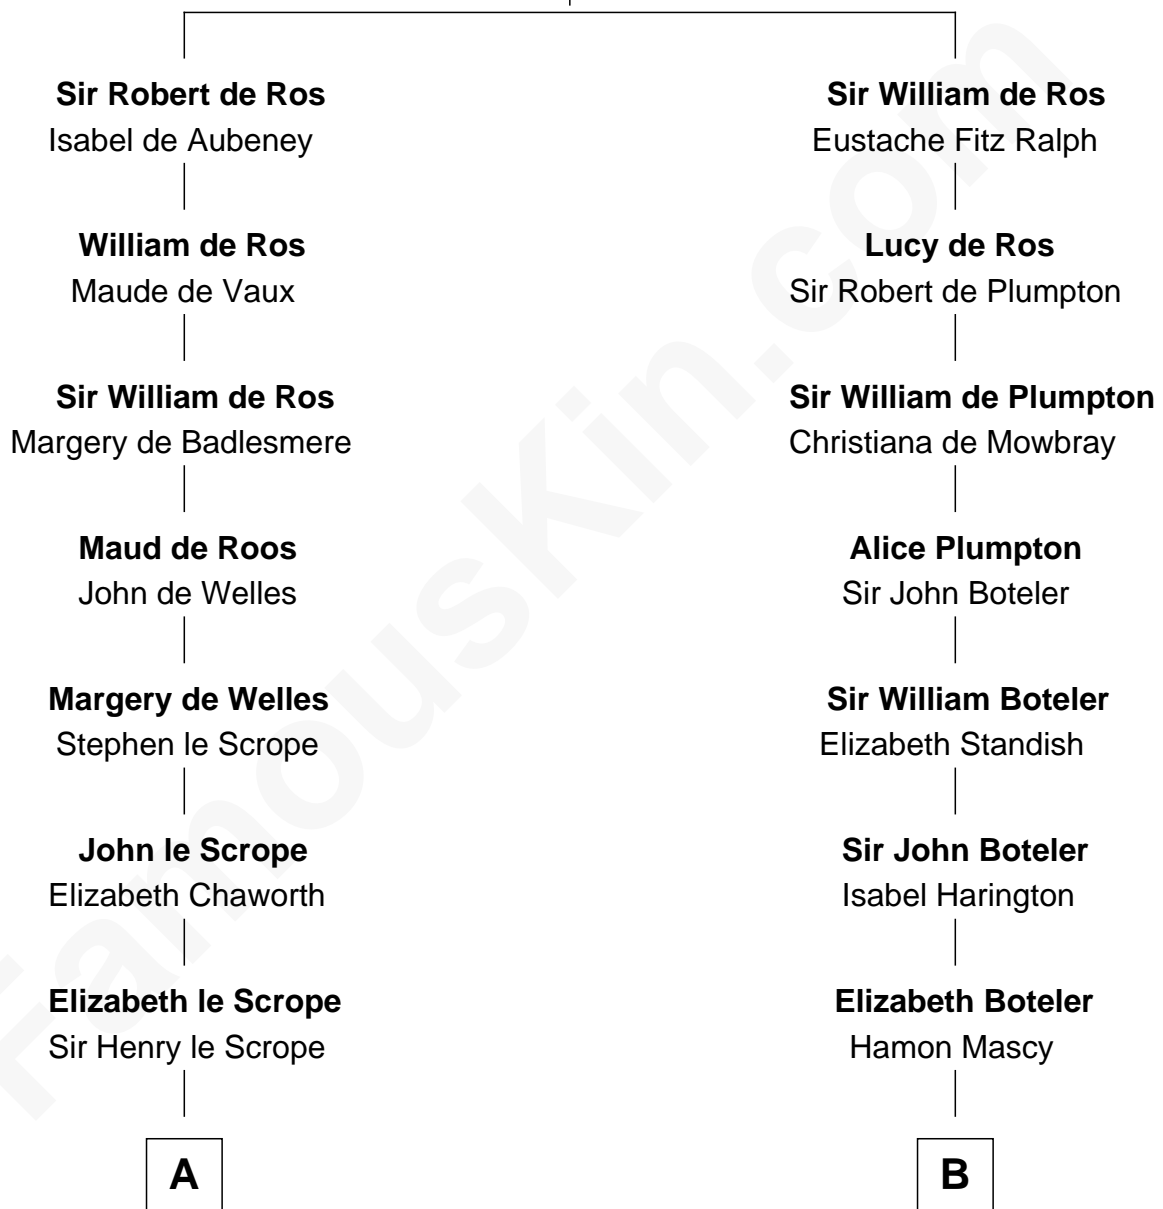 Sir Robert de Ros
Isabel de Aubeney
William de Ros
Maude de Vaux
Sir William de Ros
Margery de Badlesmere
Maud de Roos
John de Welles
Margery de Welles
Stephen le Scrope
John le Scrope
Elizabeth Chaworth
Elizabeth le Scrope
Sir Henry le Scrope
A
Sir William de Ros
Eustache Fitz Ralph
Lucy de Ros
Sir Robert de Plumpton
Sir William de Plumpton
Christiana de Mowbray
Alice Plumpton
Sir John Boteler
Sir William Boteler
Elizabeth Standish
Sir John Boteler
Isabel Harington
Elizabeth Boteler
Hamon Mascy
B
FamousKin.com